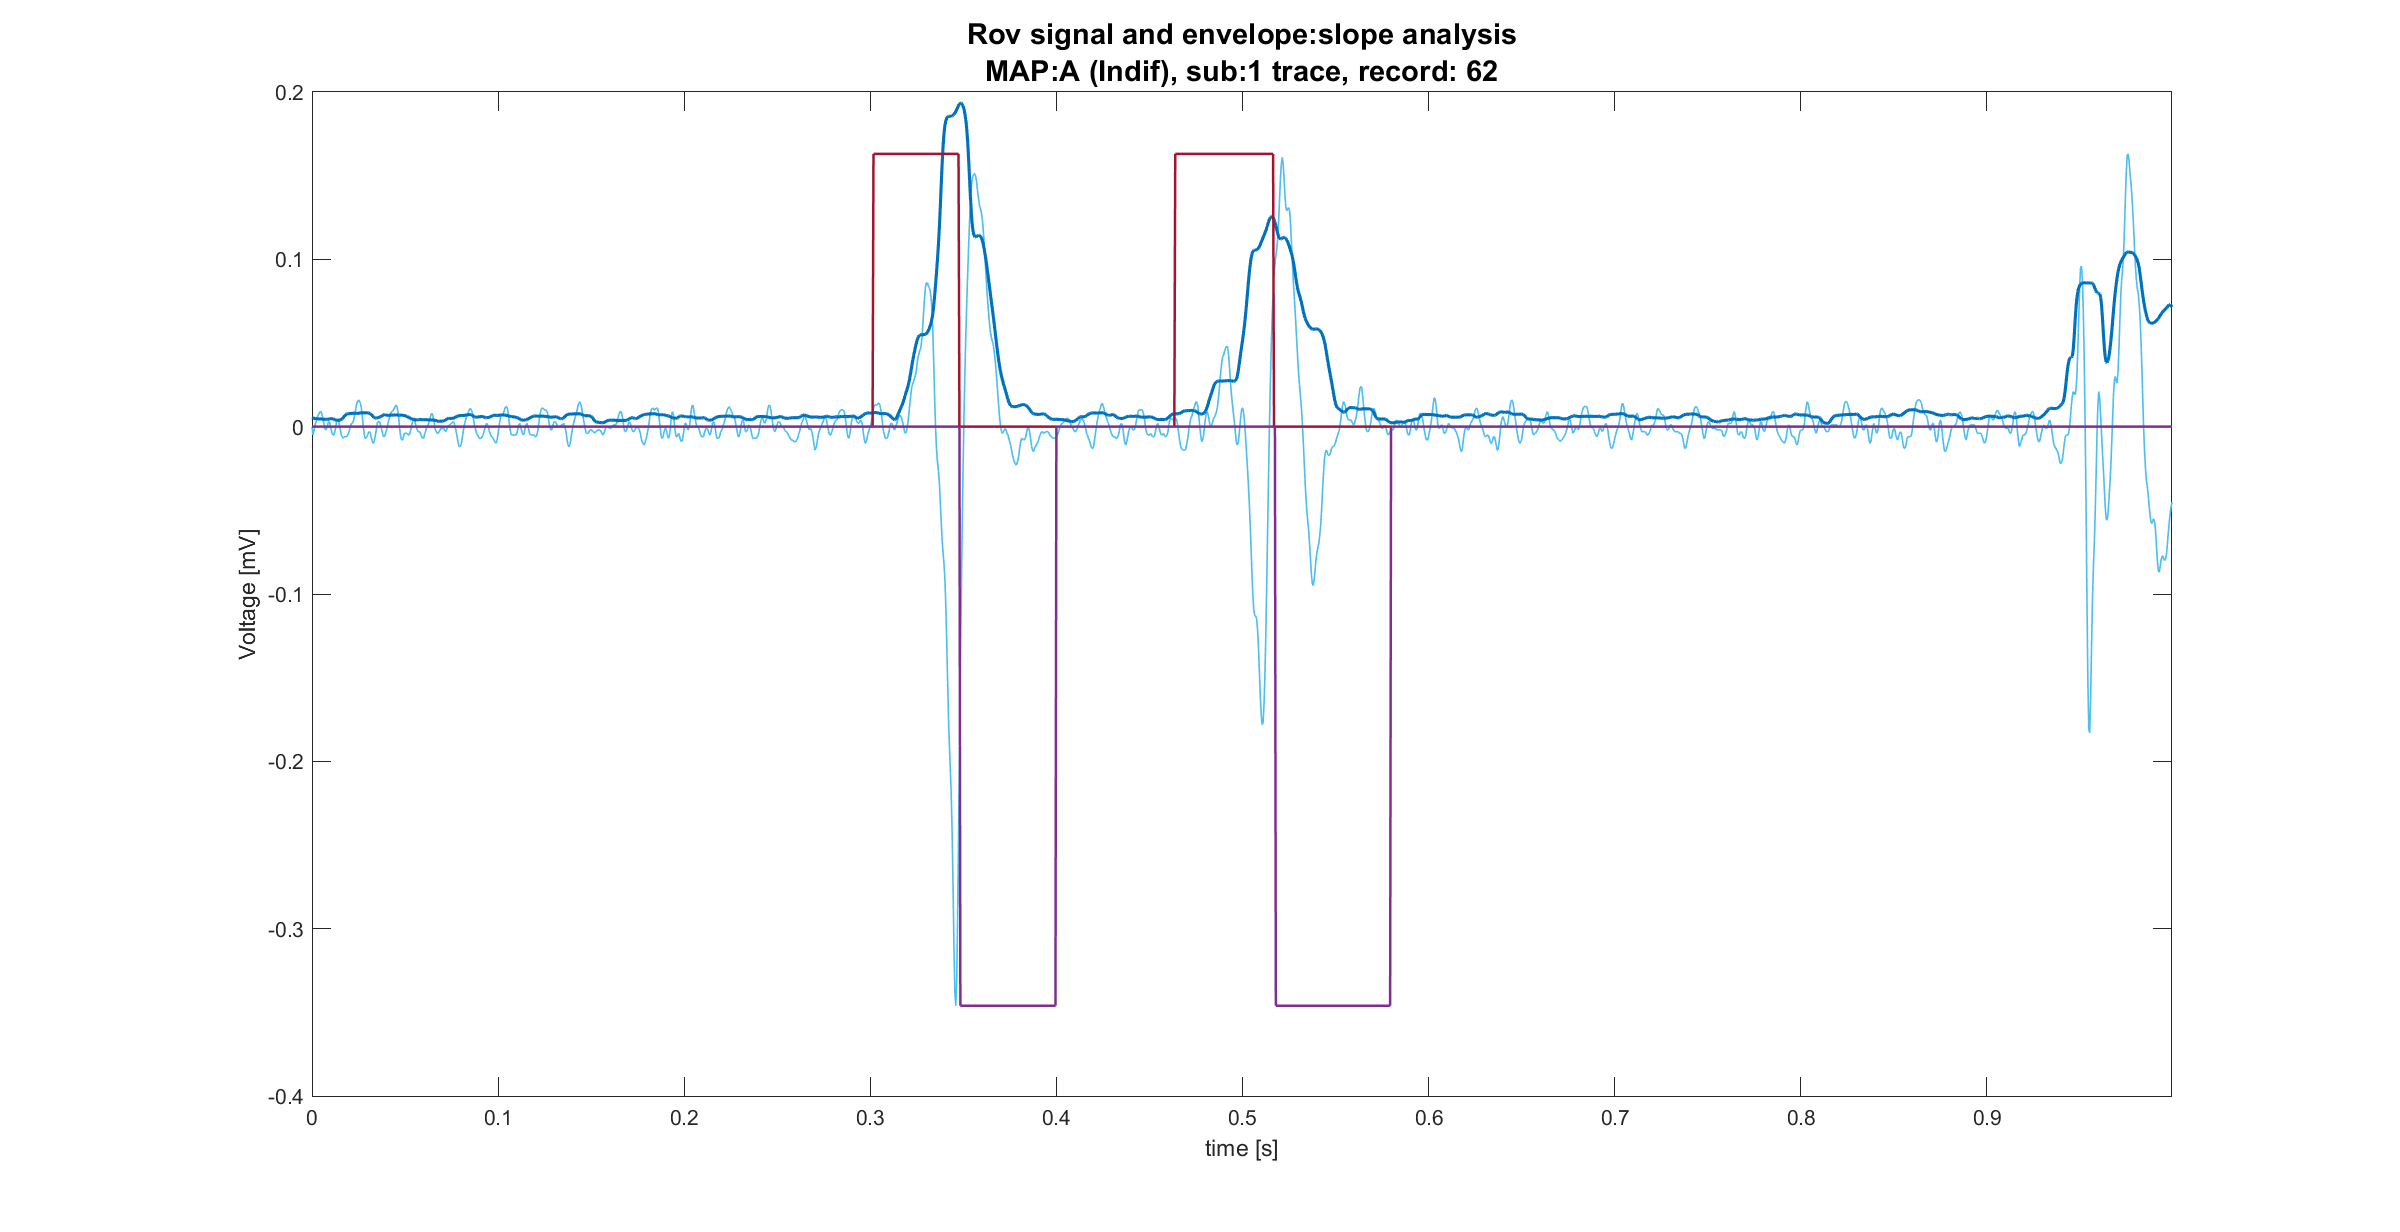 Rov signal and envelope:slope analysis
MAP:A (Indif), sub:1 trace, record: 62
0.2
0.1
0
-0.1
-0.2
-0.3
-0.4
Voltage [mV]
0 0.1 0.2 0.3 0.4 0.5 0.6 0.7 0.8 0.9
time [s]